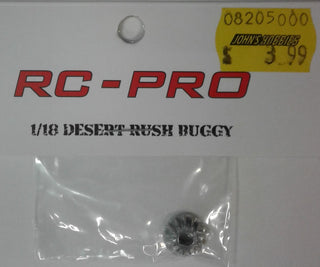 08205000
JOHN'S HOBBIES
$ 3.99
RC-PRO
1/18 DESERT RUSH BUGGY